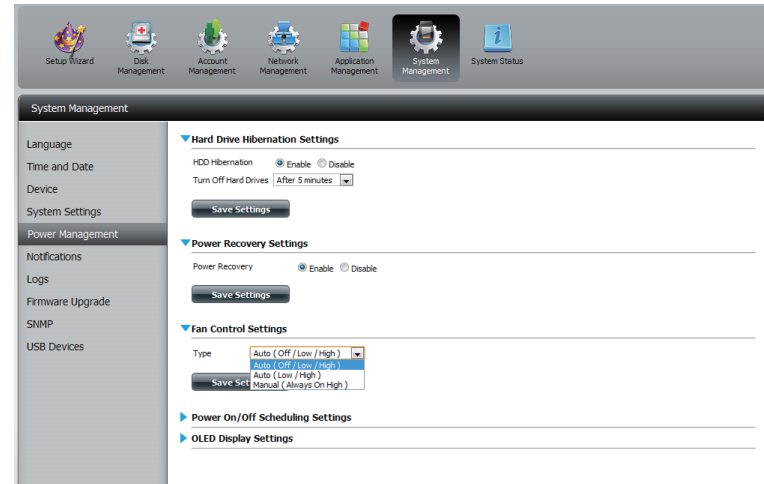 Setup Wizard
Disk Management
Account Management
Network Management
Application Management
System Management
System Status
System Management
Language
Time and Date
Device
System Settings
Power Management
Notifications
Logs
Firmware Upgrade
SNMP
USB Devices
Hard Drive Hibernation Settings
HDD Hibernation Enable Disable
Turn Off Hard Drives After 5 minutes
Save Settings
Power Recovery Settings
Power Recovery Enable Disable
Save Settings
Fan Control Settings
Type Auto ( Off / Low / High )
Auto ( Off / Low / High )
Auto ( Low / High )
Manual ( Always On High )
Save Set
Power On/Off Scheduling Settings
OLED Display Settings